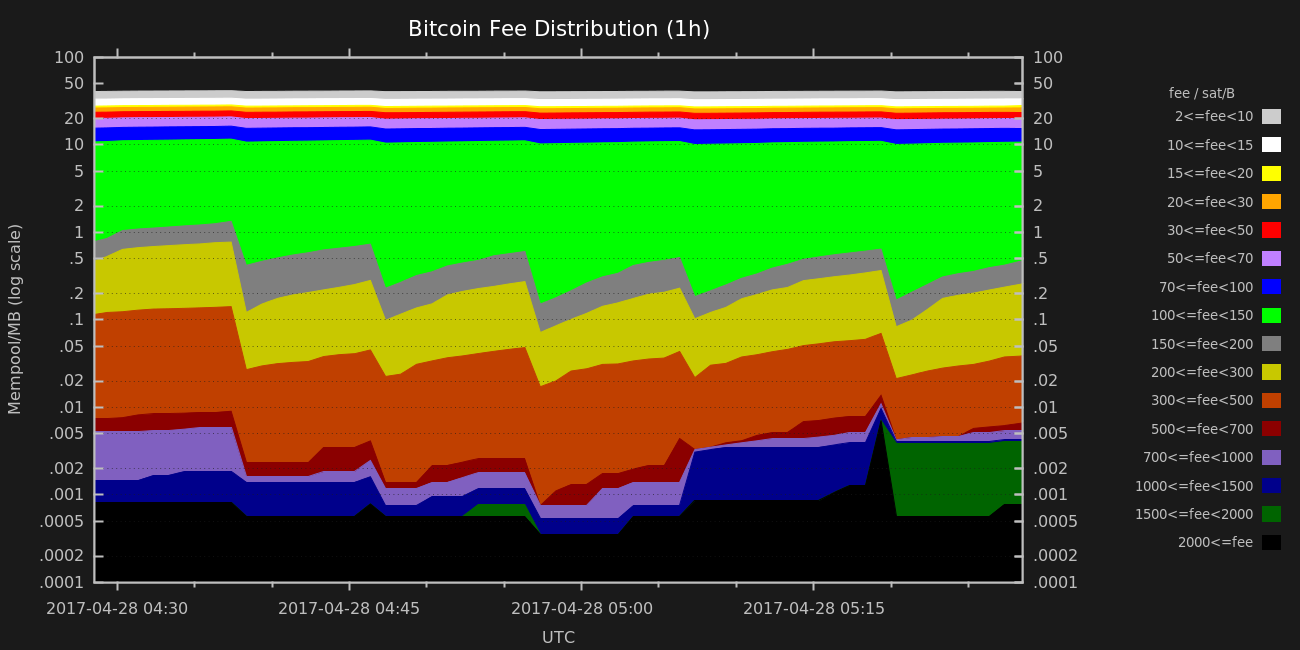 Bitcoin Fee Distribution (1h)
100
50
20
10
5
2
1
.5
.2
.1
.05
.02
.01
.005
.002
.001
.0005
.0002
.0001
Mempool/MB (log scale)
100
50
20
10
5
2
1
.5
.2
.1
.05
.02
.01
.005
.002
.001
.0005
.0002
.0001
2017-04-28 04:30 2017-04-28 04:45 2017-04-28 05:00 2017-04-28 05:15
UTC
fee / sat/B
2<=fee<10
10<=fee<15
15<=fee<20
20<=fee<30
30<=fee<50
50<=fee<70
70<=fee<100
100<=fee<150
150<=fee<200
200<=fee<300
300<=fee<500
500<=fee<700
700<=fee<1000
1000<=fee<1500
1500<=fee<2000
2000<=fee